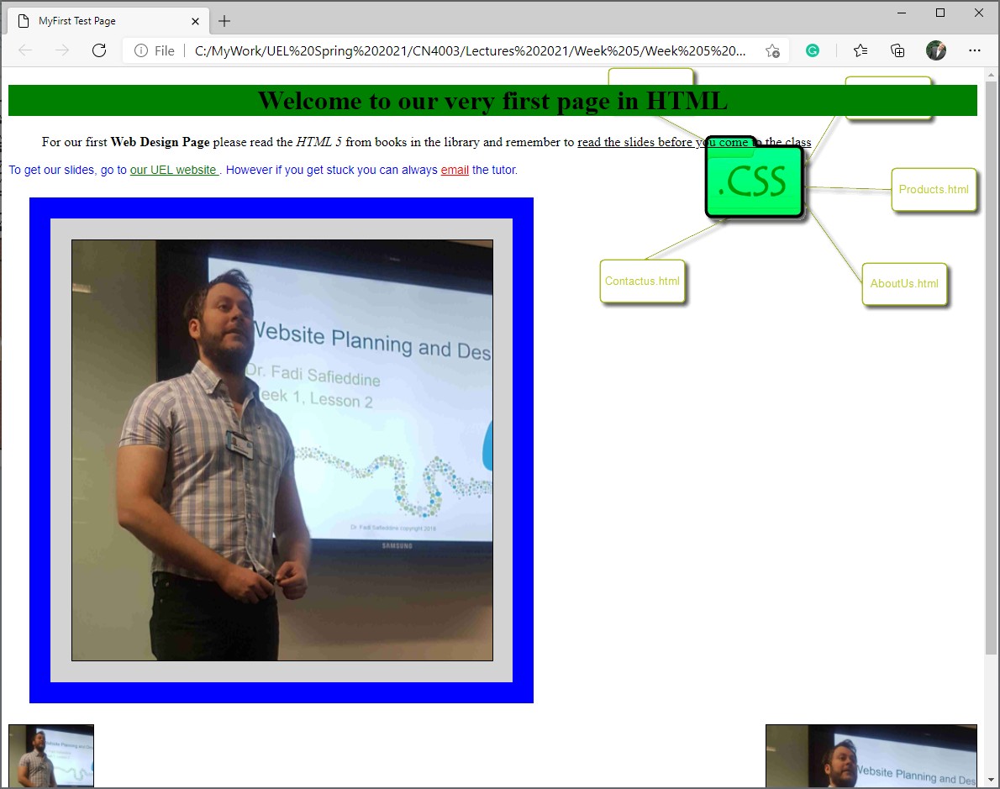 MyFirst Test Page
File
C:/MyWork/UEL%20Spring%202021/CN4003/Lectures%202021/Week%205/Week%205%20...
Welcome to our very first page in HTML
For our first Web Design Page please read the HTML 5 from books in the library and remember to read the slides before you come to the class
To get our slides, go to our UEL website . However if you get stuck you can always email the tutor.
.CSS
Products.html
Contactus.html
AboutUs.html
Website Planning and Des
Dr. Fadi Safieddine
eek 1, Lesson 2
Dr. Fadi Safieddine copyright 2018
SAMSUNG
Website Planning and Des